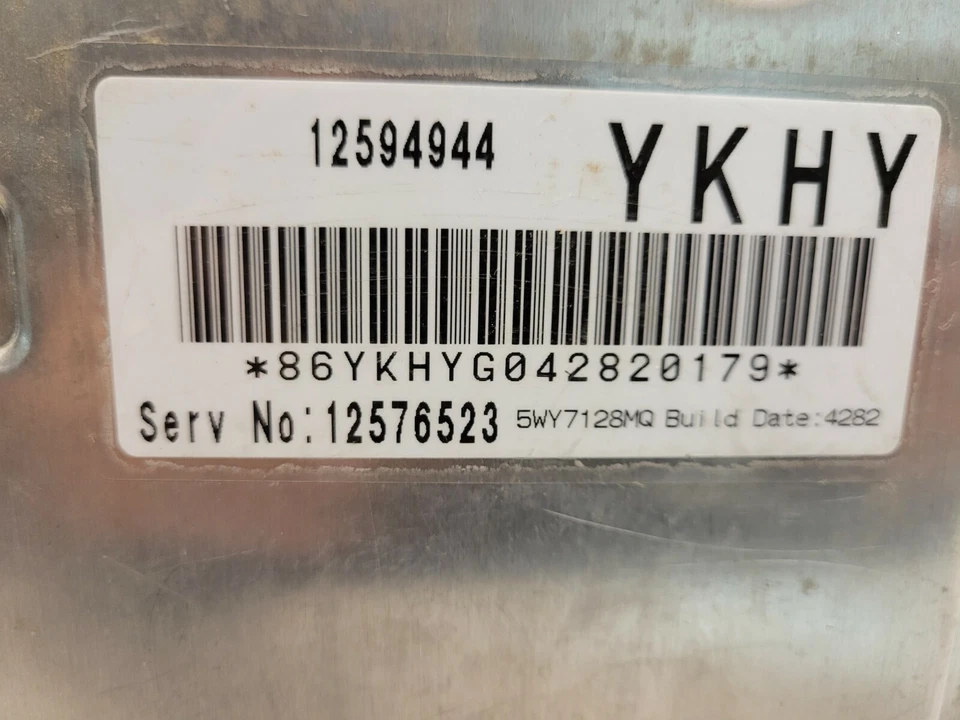 12594944 YKHY
*86YKHYG042820179*
Serv No:12576523 5WY7128MQ Build Date:4282